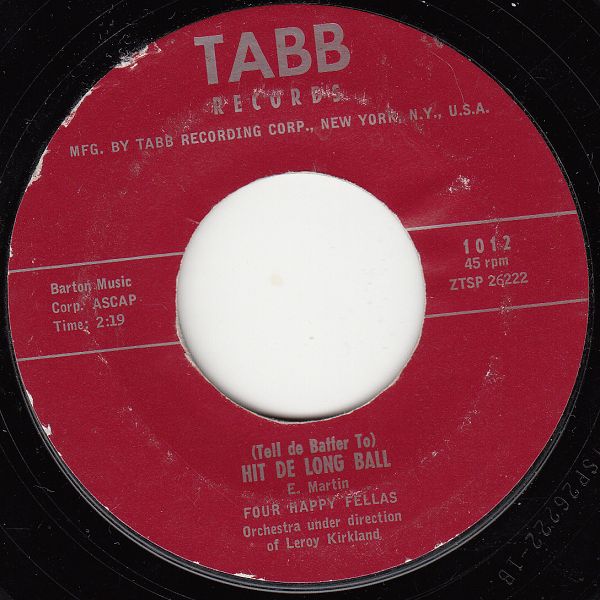 TABB
RECORDS
MFG. BY TABB RECORDING CORP., NEW YORK, N.Y., U.S.A.
Barton Music
Corp. ASCAP
Time: 2:19
1012
45 rpm
ZTSP 26222
(Tell de Batter To)
HIT DE LONG BALL
E. Martin
FOUR HAPPY FELLAS
Orchestra under direction
of Leroy Kirkland
SP26222-1B